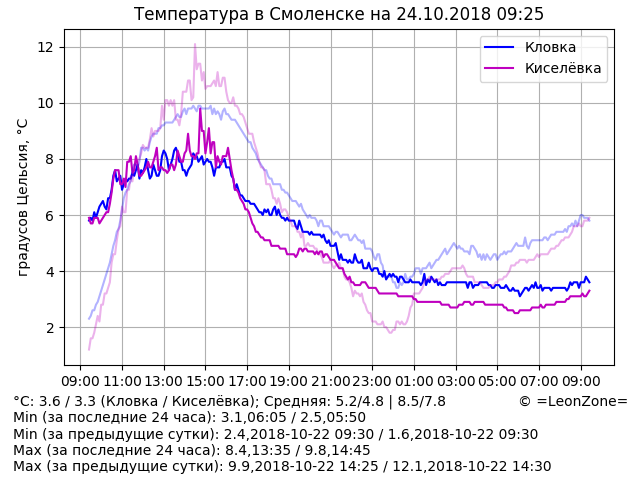 Температура в Смоленске на 24.10.2018 09:25
Кловка
Киселёвка
градусов Цельсия, °C
12
10
8
6
4
2
09:00 11:00 13:00 15:00 17:00 19:00 21:00 23:00 01:00 03:00 05:00 07:00 09:00
°C: 3.6 / 3.3 (Кловка / Киселёвка); Средняя: 5.2/4.8 | 8.5/7.8 © =LeonZone=
Min (за последние 24 часа): 3.1,06:05 / 2.5,05:50
Min (за предыдущие сутки): 2.4,2018-10-22 09:30 / 1.6,2018-10-22 09:30
Max (за последние 24 часа): 8.4,13:35 / 9.8,14:45
Max (за предыдущие сутки): 9.9,2018-10-22 14:25 / 12.1,2018-10-22 14:30